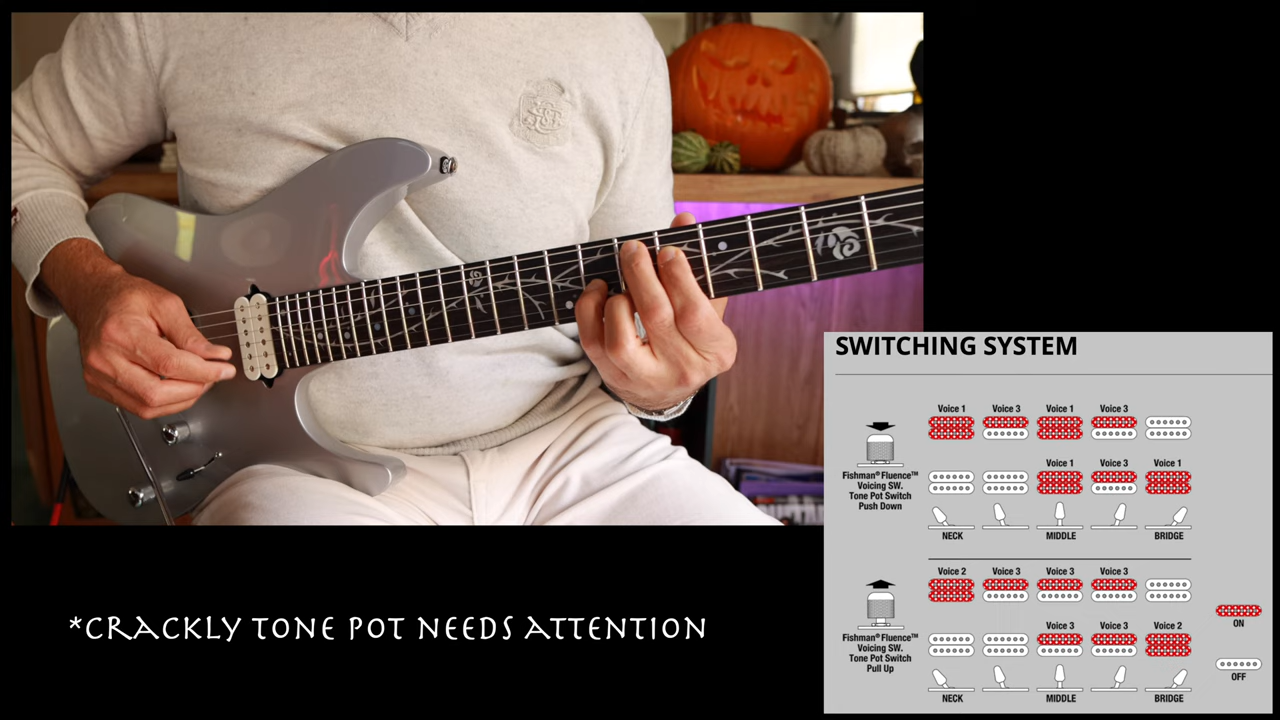 SWITCHING SYSTEM
Voice 1 Voice 3 Voice 1 Voice 3
Voice 1 Voice 3 Voice 1
Fishman® Fluence™
Voicing SW.
Tone Pot Switch
Push Down
NECK MIDDLE BRIDGE
Voice 2 Voice 3 Voice 3 Voice 3
Voice 3 Voice 3 Voice 2
Fishman® Fluence™
Voicing SW.
Tone Pot Switch
Pull Up
NECK MIDDLE BRIDGE
ON
OFF
*CRACKLY TONE POT NEEDS ATTENTION